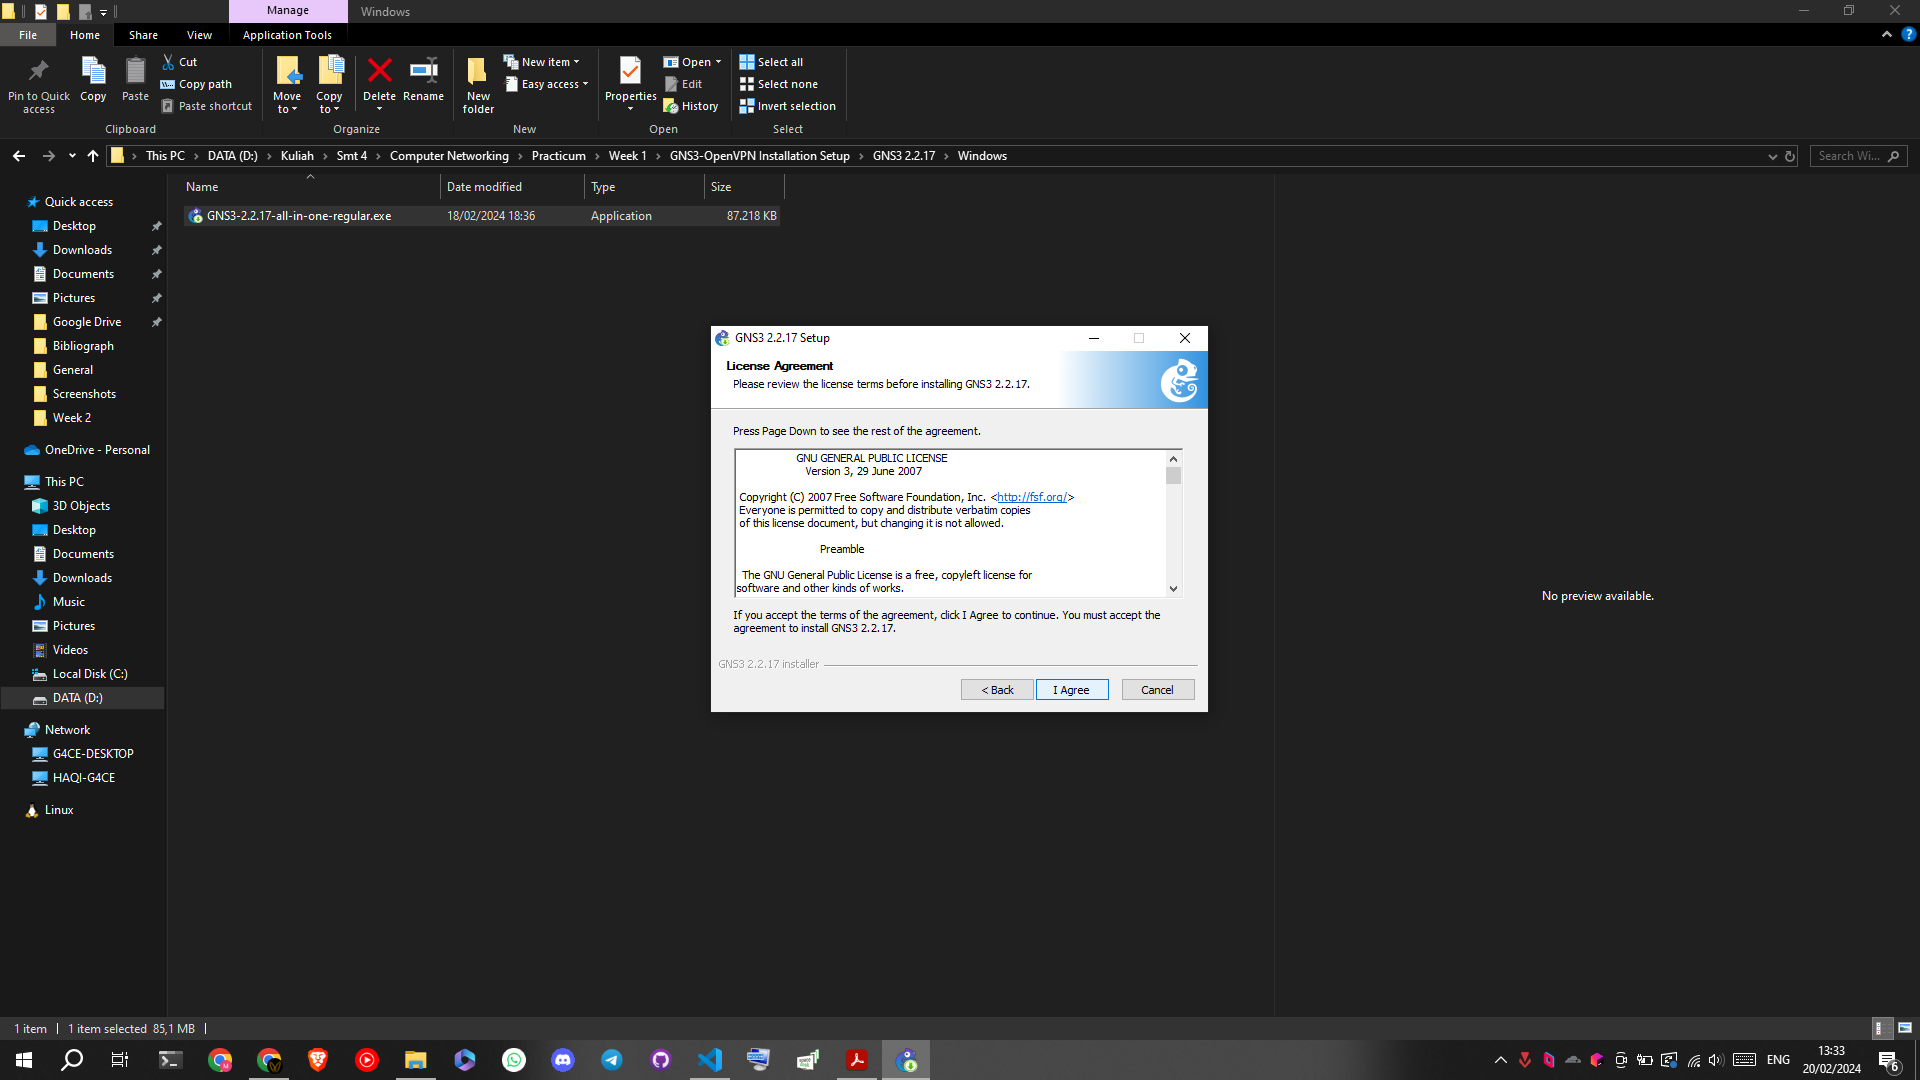 Manage
Windows
File
Home
Share
View
Application Tools
Pin to Quick access
Copy
Paste
Cut
Copy path
Paste shortcut
Clipboard
Move to
Copy to
Delete
Rename
Organize
New folder
New item
Easy access
New
Properties
Open
Edit
History
Open
Select all
Select none
Invert selection
Select
This PC
DATA (D:)
Kuliah
Smt 4
Computer Networking
Practicum
Week 1
GNS3-OpenVPN Installation Setup
GNS3 2.2.17
Windows
Search Wi...
Name
Date modified
Type
Size
GNS3-2.2.17-all-in-one-regular.exe
18/02/2024 18:36
Application
87.218 KB
Quick access
Desktop
Downloads
Documents
Pictures
Google Drive
Bibliograph
General
Screenshots
Week 2
OneDrive - Personal
This PC
3D Objects
Desktop
Documents
Downloads
Music
Pictures
Videos
Local Disk (C:)
DATA (D:)
Network
G4CE-DESKTOP
HAQI-G4CE
Linux
GNS3 2.2.17 Setup
License Agreement
Please review the license terms before installing GNS3 2.2.17.
Press Page Down to see the rest of the agreement.
GNU GENERAL PUBLIC LICENSE
Version 3, 29 June 2007
Copyright (C) 2007 Free Software Foundation, Inc. <http://fsf.org/>
Everyone is permitted to copy and distribute verbatim copies
of this license document, but changing it is not allowed.
Preamble
The GNU General Public License is a free, copyleft license for
software and other kinds of works.
If you accept the terms of the agreement, click I Agree to continue. You must accept the
agreement to install GNS3 2.2.17.
GNS3 2.2.17 installer
< Back
I Agree
Cancel
No preview available.
1 item
1 item selected 85,1 MB
ENG
13:33
20/02/2024
6